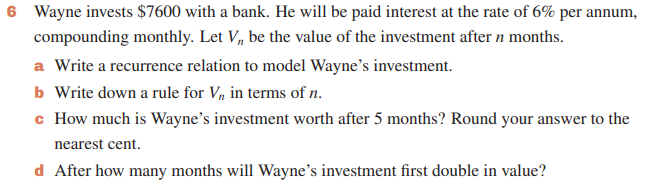 6 Wayne invests $7600 with a bank. He will be paid interest at the rate of 6% per annum,
compounding monthly. Let Vₙ be the value of the investment after n months.
a Write a recurrence relation to model Wayne’s investment.
b Write down a rule for Vₙ in terms of n.
c How much is Wayne’s investment worth after 5 months? Round your answer to the
nearest cent.
d After how many months will Wayne’s investment first double in value?